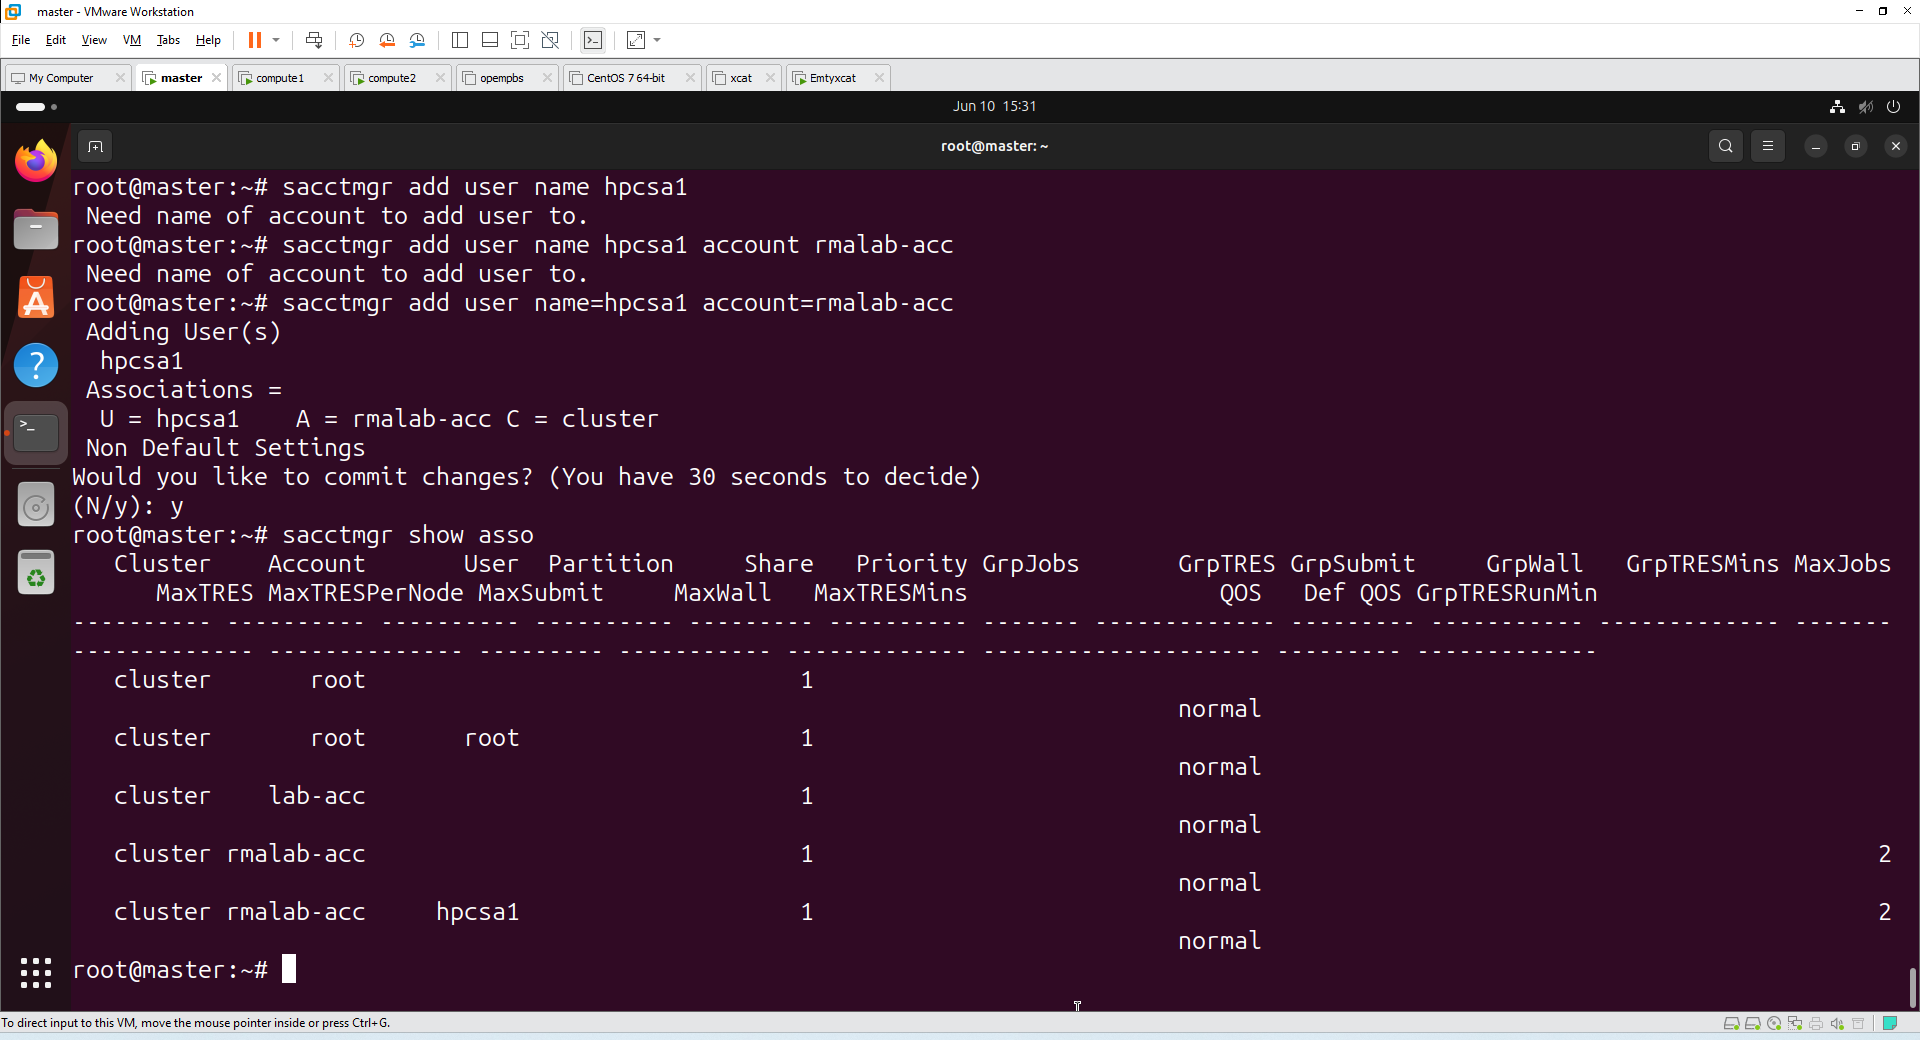 master - VMware Workstation
File Edit View VM Tabs Help
My Computer master compute1 compute2 opempbs CentOS 7 64-bit xcat Emtyxcat
Jun 10 15:31
root@master: ~
root@master:~# sacctmgr add user name hpcsa1
Need name of account to add user to.
root@master:~# sacctmgr add user name hpcsa1 account rmalab-acc
Need name of account to add user to.
root@master:~# sacctmgr add user name=hpcsa1 account=rmalab-acc
Adding User(s)
hpcsa1
Associations =
U = hpcsa1    A = rmalab-acc C = cluster
Non Default Settings
Would you like to commit changes? (You have 30 seconds to decide)
(N/y): y
root@master:~# sacctmgr show asso
Cluster    Account       User  Partition     Share   Priority GrpJobs       GrpTRES GrpSubmit     GrpWall   GrpTRESMins MaxJobs
MaxTRES MaxTRESPerNode MaxSubmit     MaxWall   MaxTRESMins                  QOS   Def QOS GrpTRESRunMin
---------- ---------- ---------- ---------- --------- ---------- ------- ------------- --------- ----------- ------------- -------
------------- -------------- --------- ----------- ------------- -------------------- --------- -------------
cluster       root                               1
normal
cluster       root       root                    1
normal
cluster    lab-acc                               1
normal
cluster rmalab-acc                               1                                                                            2
normal
cluster rmalab-acc     hpcsa1                    1                                                                            2
normal
root@master:~#
To direct input to this VM, move the mouse pointer inside or press Ctrl+G.